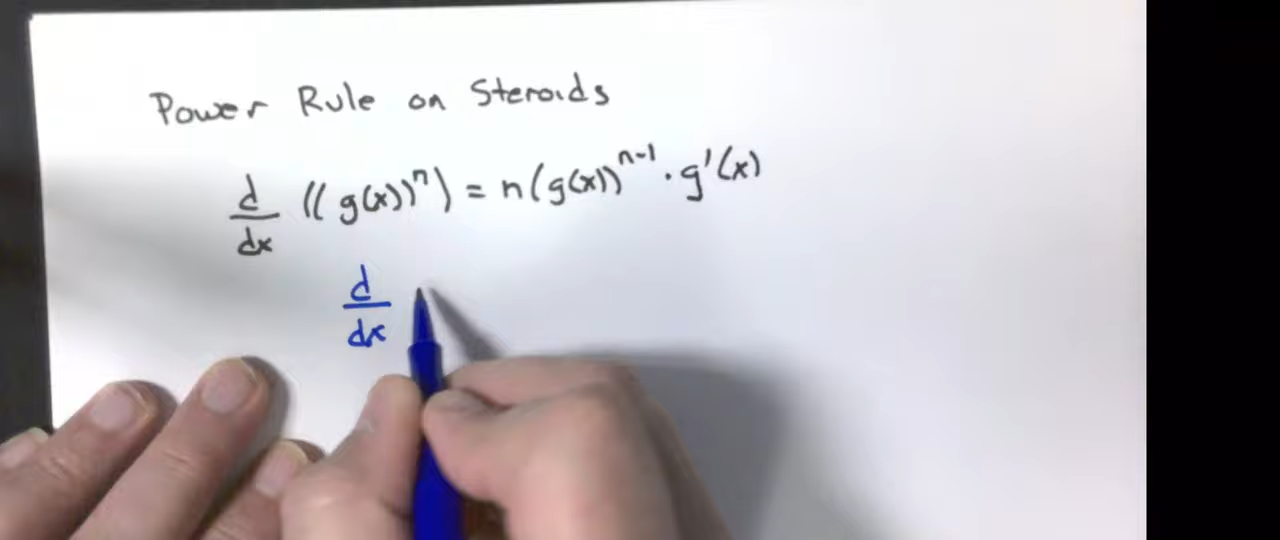 Power Rule on Steroids
d/dx ((g(x))^n) = n(g(x))^{n-1} · g'(x)
d/dx